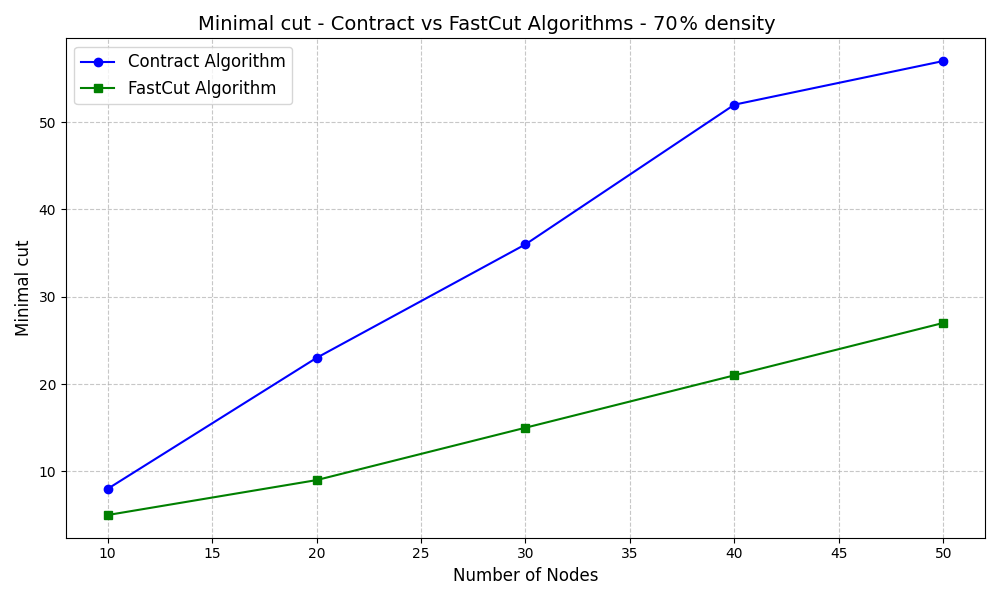 Minimal cut - Contract vs FastCut Algorithms - 70% density
Contract Algorithm
FastCut Algorithm
Minimal cut
50
40
30
20
10
10 15 20 25 30 35 40 45 50
Number of Nodes